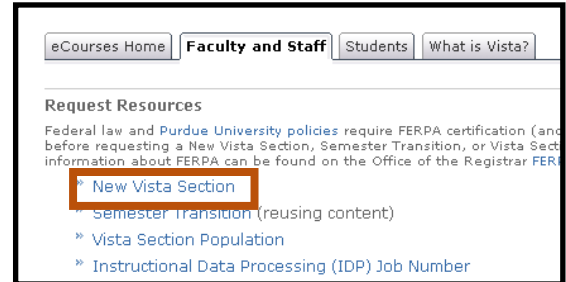 eCourses Home Faculty and Staff Students What is Vista?
Request Resources
Federal law and Purdue University policies require FERPA certification
before requesting a New Vista Section, Semester Transition, or Vista
information about FERPA can be found on the Office of the Registrar
» New Vista Section
» Semester Transition (reusing content)
» Vista Section Population
» Instructional Data Processing (IDP) Job Number